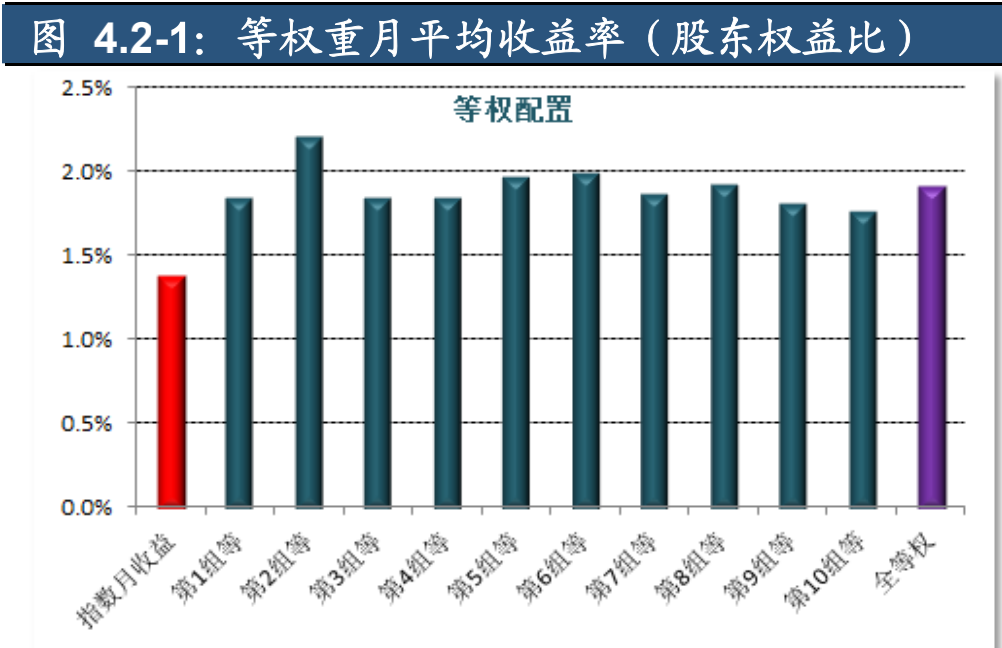 图 4.2-1：等权重月平均收益率（股东权益比）
等权配置
2.5%
2.0%
1.5%
1.0%
0.5%
0.0%
指数月收益
第1组等
第2组等
第3组等
第4组等
第5组等
第6组等
第7组等
第8组等
第9组等
第10组等
全等权